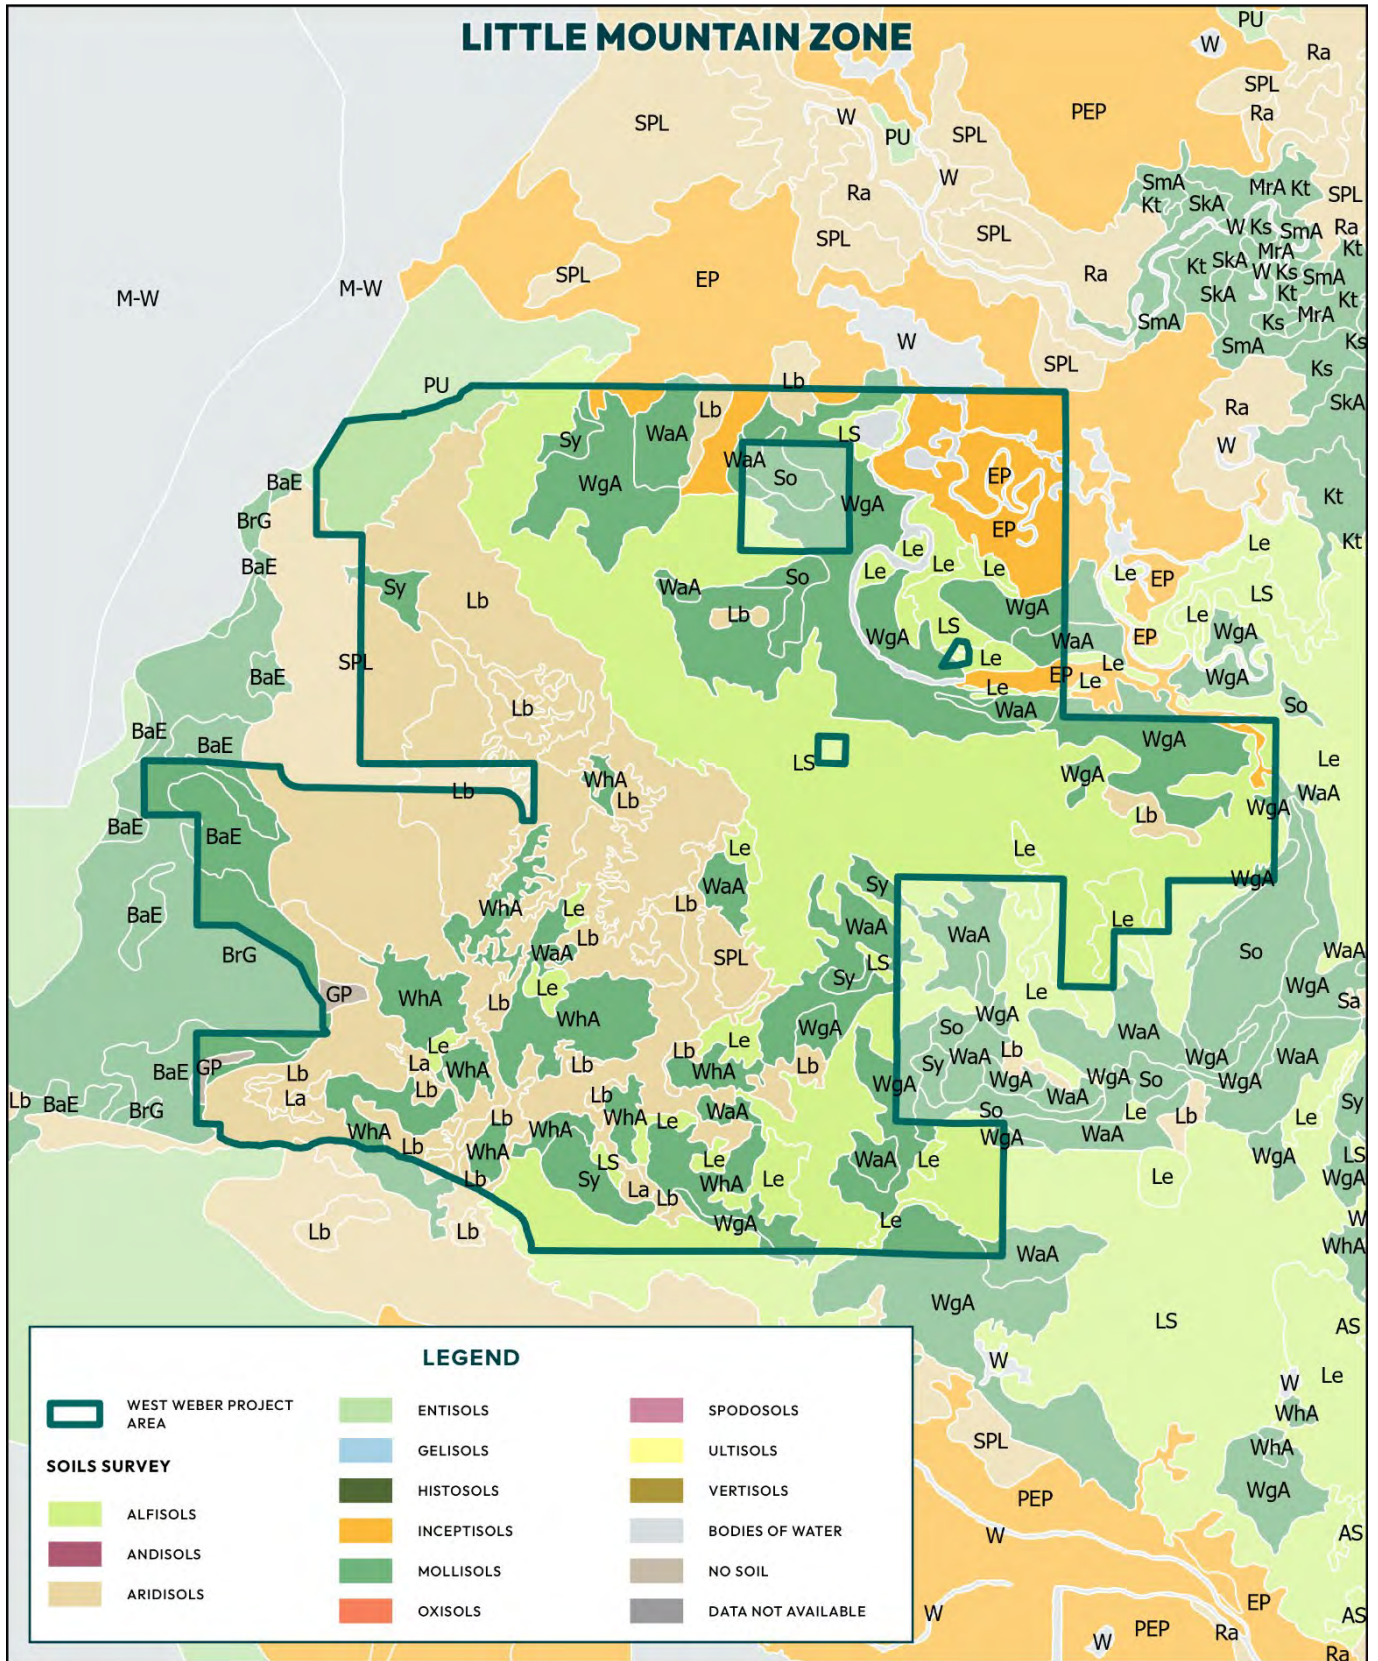 LITTLE MOUNTAIN ZONE
PU
W
Ra
SPL
SPL
Ra
PEP
W
SPL
PU
SPL
W
Ra
SPL
SPL
SmA
MrA Kt
Kt
SkA
SPL
W Ks SmA
Ra
MrA
Kt
Kt SkA
W Ks SmA
SkA
Kt
Kt
Ks
MrA
SmA
SmA
Ks
Ks
SkA
M-W
M-W
SPL
EP
Ra
W
SPL
PU
Lb
Lb
Ra
W
Sy
WaA
LS
WaA
So
EP
WgA
WgA
EP
BaE
BrG
BaE
Kt
Kt
Le
Le
Le
Le
Le
Le
EP
LS
Le
WgA
Sy
Lb
WaA
So
Lb
WgA
WgA
LS
WaA
EP
Le
Le
EP
Le
Le
WaA
WgA
So
SPL
BaE
Lb
BaE
BaE
WgA
LS
WgA
Le
WaA
WgA
Lb
Lb
WhA
Lb
BaE
BaE
Le
Le
WgA
WaA
Sy
BaE
WhA
Le
Lb
Lb
WaA
WaA
Le
So
WaA
BrG
WaA
SPL
LS
Sy
GP
WhA
Lb
Le
WhA
Le
WgA
WgA
Sa
So
WaA
WgA
Le
Le
La
WhA
Lb
Lb
WhA
Lb
Sy
WaA
Lb
WgA
WgA
So
WgA
WgA
WaA
BaE
GP
Lb
La
Lb
Lb
WgA
WaA
So
Le
Lb
Le
Sy
Lb
BaE
BrG
WhA
Lb
Lb
WhA
WhA
Le
WaA
WgA
WaA
WgA
LS
WgA
WhA
Lb
LS
Sy
La
Lb
Le
WhA
Le
WaA
Le
Le
W
WhA
Lb
Lb
WgA
Le
WaA
WgA
LS
AS
W
W
Le
WhA
WhA
WgA
SPL
PEP
W
AS
EP
W
W
PEP
Ra
AS
Ra
LEGEND
WEST WEBER PROJECT
AREA
SOILS SURVEY
ALFISOLS
ANDISOLS
ARIDISOLS
ENTISOLS
GELISOLS
HISTOSOLS
INCEPTISOLS
MOLLISOLS
OXISOLS
SPODOSOLS
ULTISOLS
VERTISOLS
BODIES OF WATER
NO SOIL
DATA NOT AVAILABLE